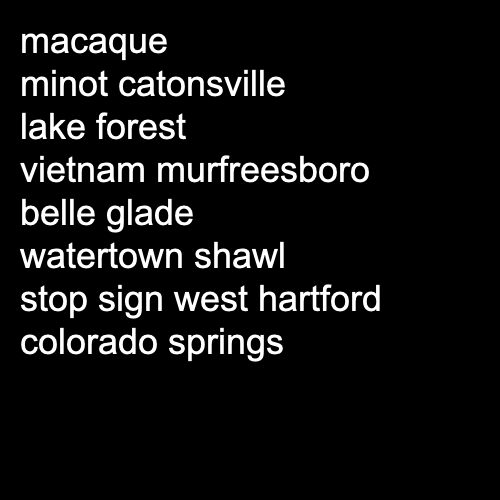 macaque
minot catonsville
lake forest
vietnam murfreesboro
belle glade
watertown shawl
stop sign west hartford
colorado springs